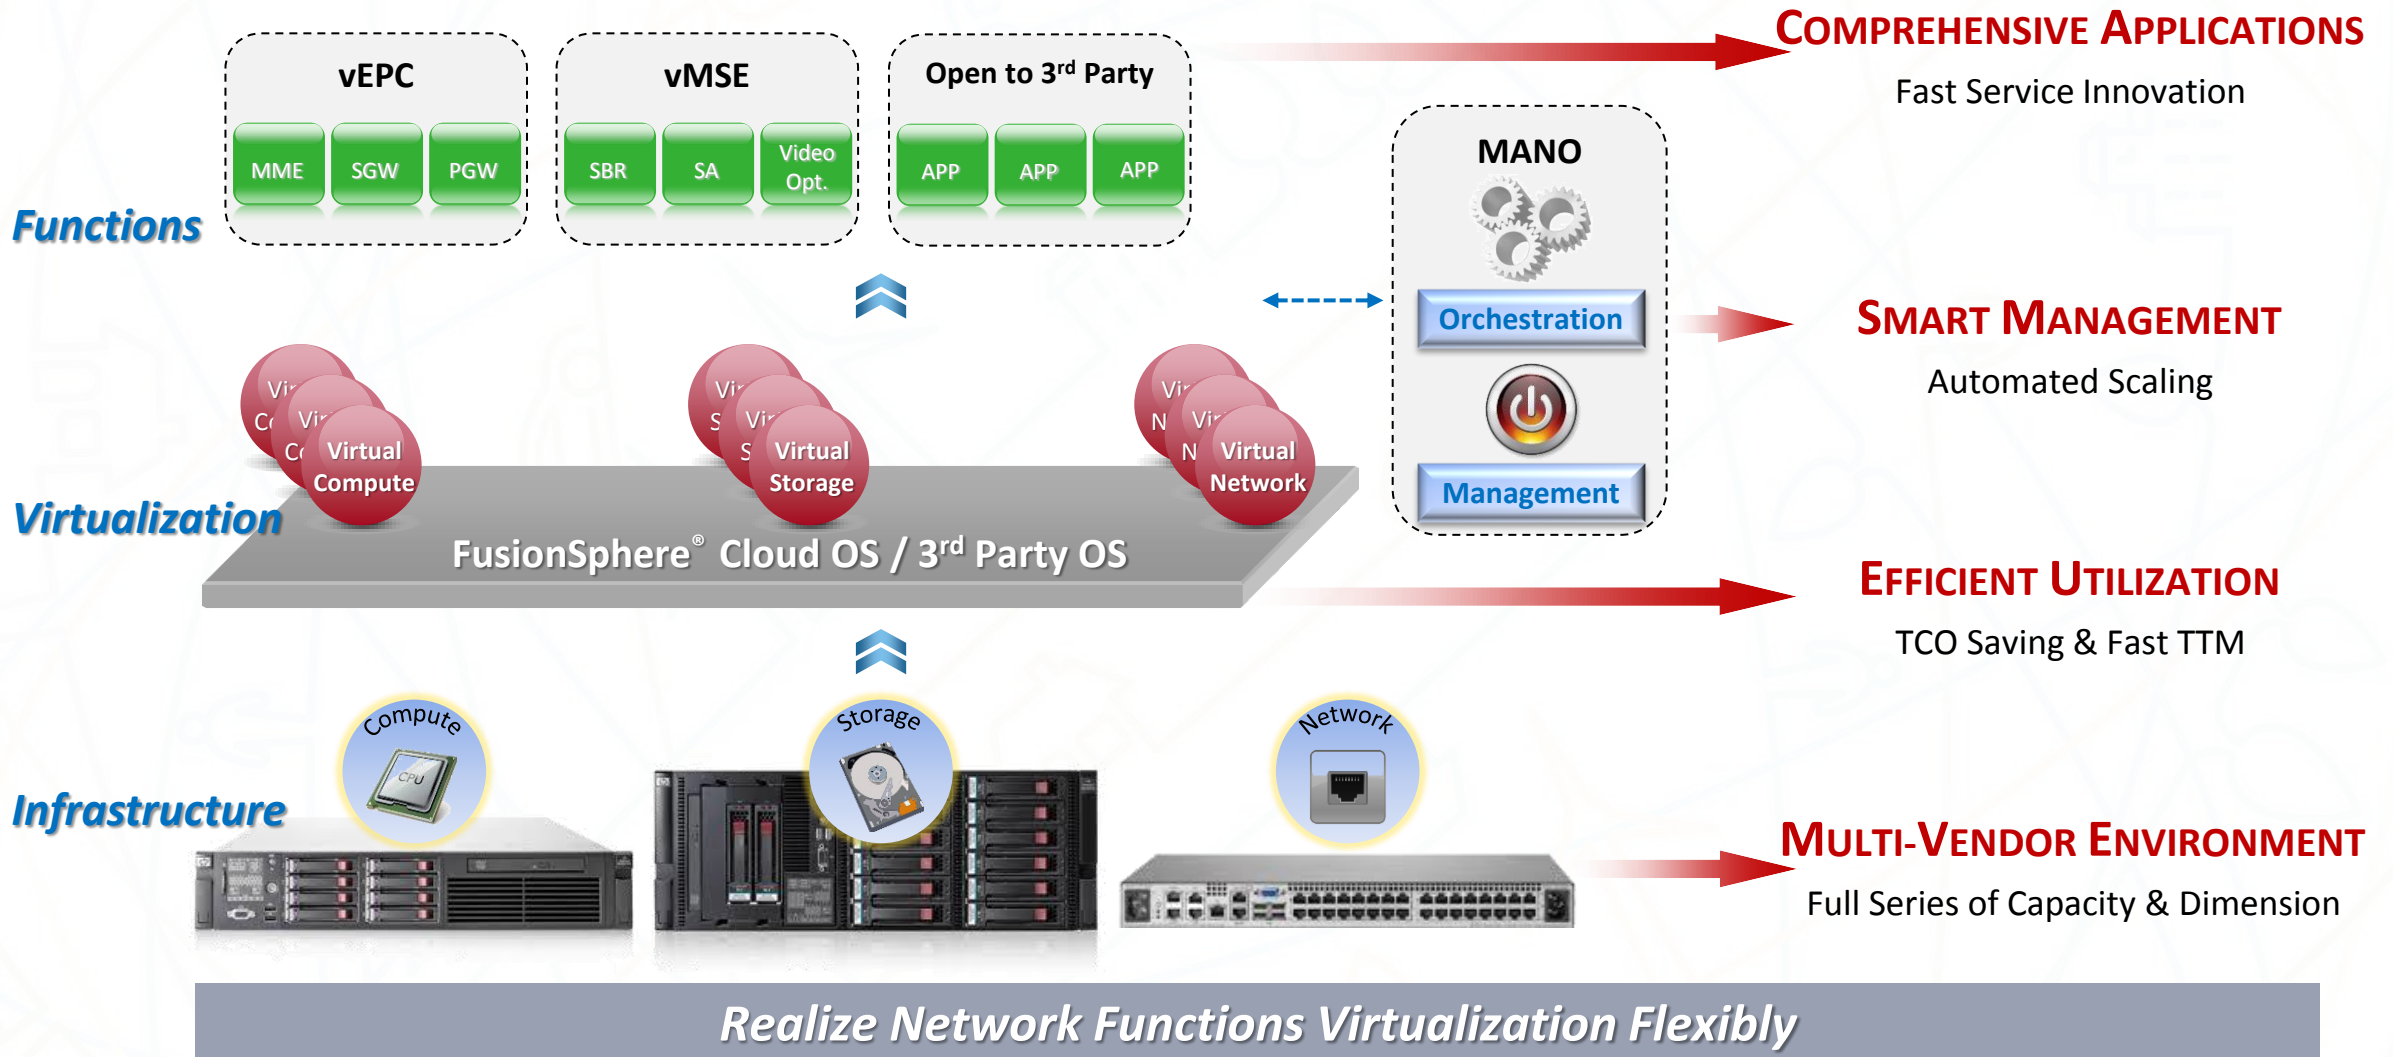 COMPREHENSIVE APPLICATIONS
Fast Service Innovation
vEPC
MME
SGW
PGW
vMSE
SBR
SA
Video
Opt.
Open to 3rd Party
APP
APP
APP
Functions
MANO
Orchestration
Management
SMART MANAGEMENT
Automated Scaling
Virtual
Compute
Virtual
Storage
Virtual
Network
Virtualization
FusionSphere® Cloud OS / 3rd Party OS
EFFICIENT UTILIZATION
TCO Saving & Fast TTM
Compute
CPU
Storage
Network
Infrastructure
MULTI-VENDOR ENVIRONMENT
Full Series of Capacity & Dimension
Realize Network Functions Virtualization Flexibly